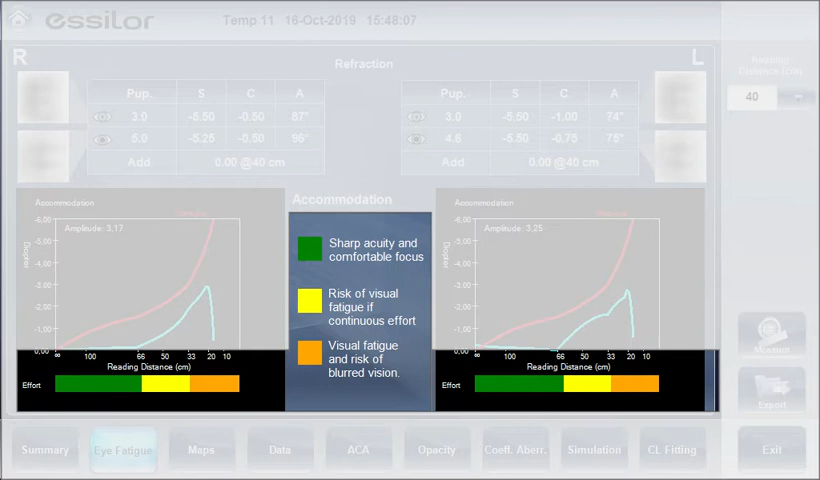 essilor
Temp 11 16-Oct-2019 15:48:07
R
Refraction
L
Reading
Distance (cm)
40
Pup. S C A
3.0 -5.50 -0.50 87°
5.0 -5.25 -0.50 96°
Add 0.00 @40 cm
Pup. S C A
3.0 -5.50 -1.00 74°
4.8 -5.50 -0.75 75°
Add 0.00 @40 cm
Accommodation
Accommodation
Amplitude: 3,17
Diopter
-6,00
-5,00
-4,00
-3,00
-2,00
-1,00
0,00
∞ 100 66 50 33 20 10
Reading Distance (cm)
Effort
Sharp acuity and
comfortable focus
Risk of visual
fatigue if
continuous effort
Visual fatigue
and risk of
blurred vision.
Accommodation
Amplitude: 3,25
Diopter
-6,00
-5,00
-4,00
-3,00
-2,00
-1,00
0,00
∞ 100 66 50 33 20 10
Reading Distance (cm)
Effort
Measure
Export
Summary
Eye Fatigue
Maps
Data
ACA
Opacity
Coeff. Aberr.
Simulation
CL Fitting
Exit